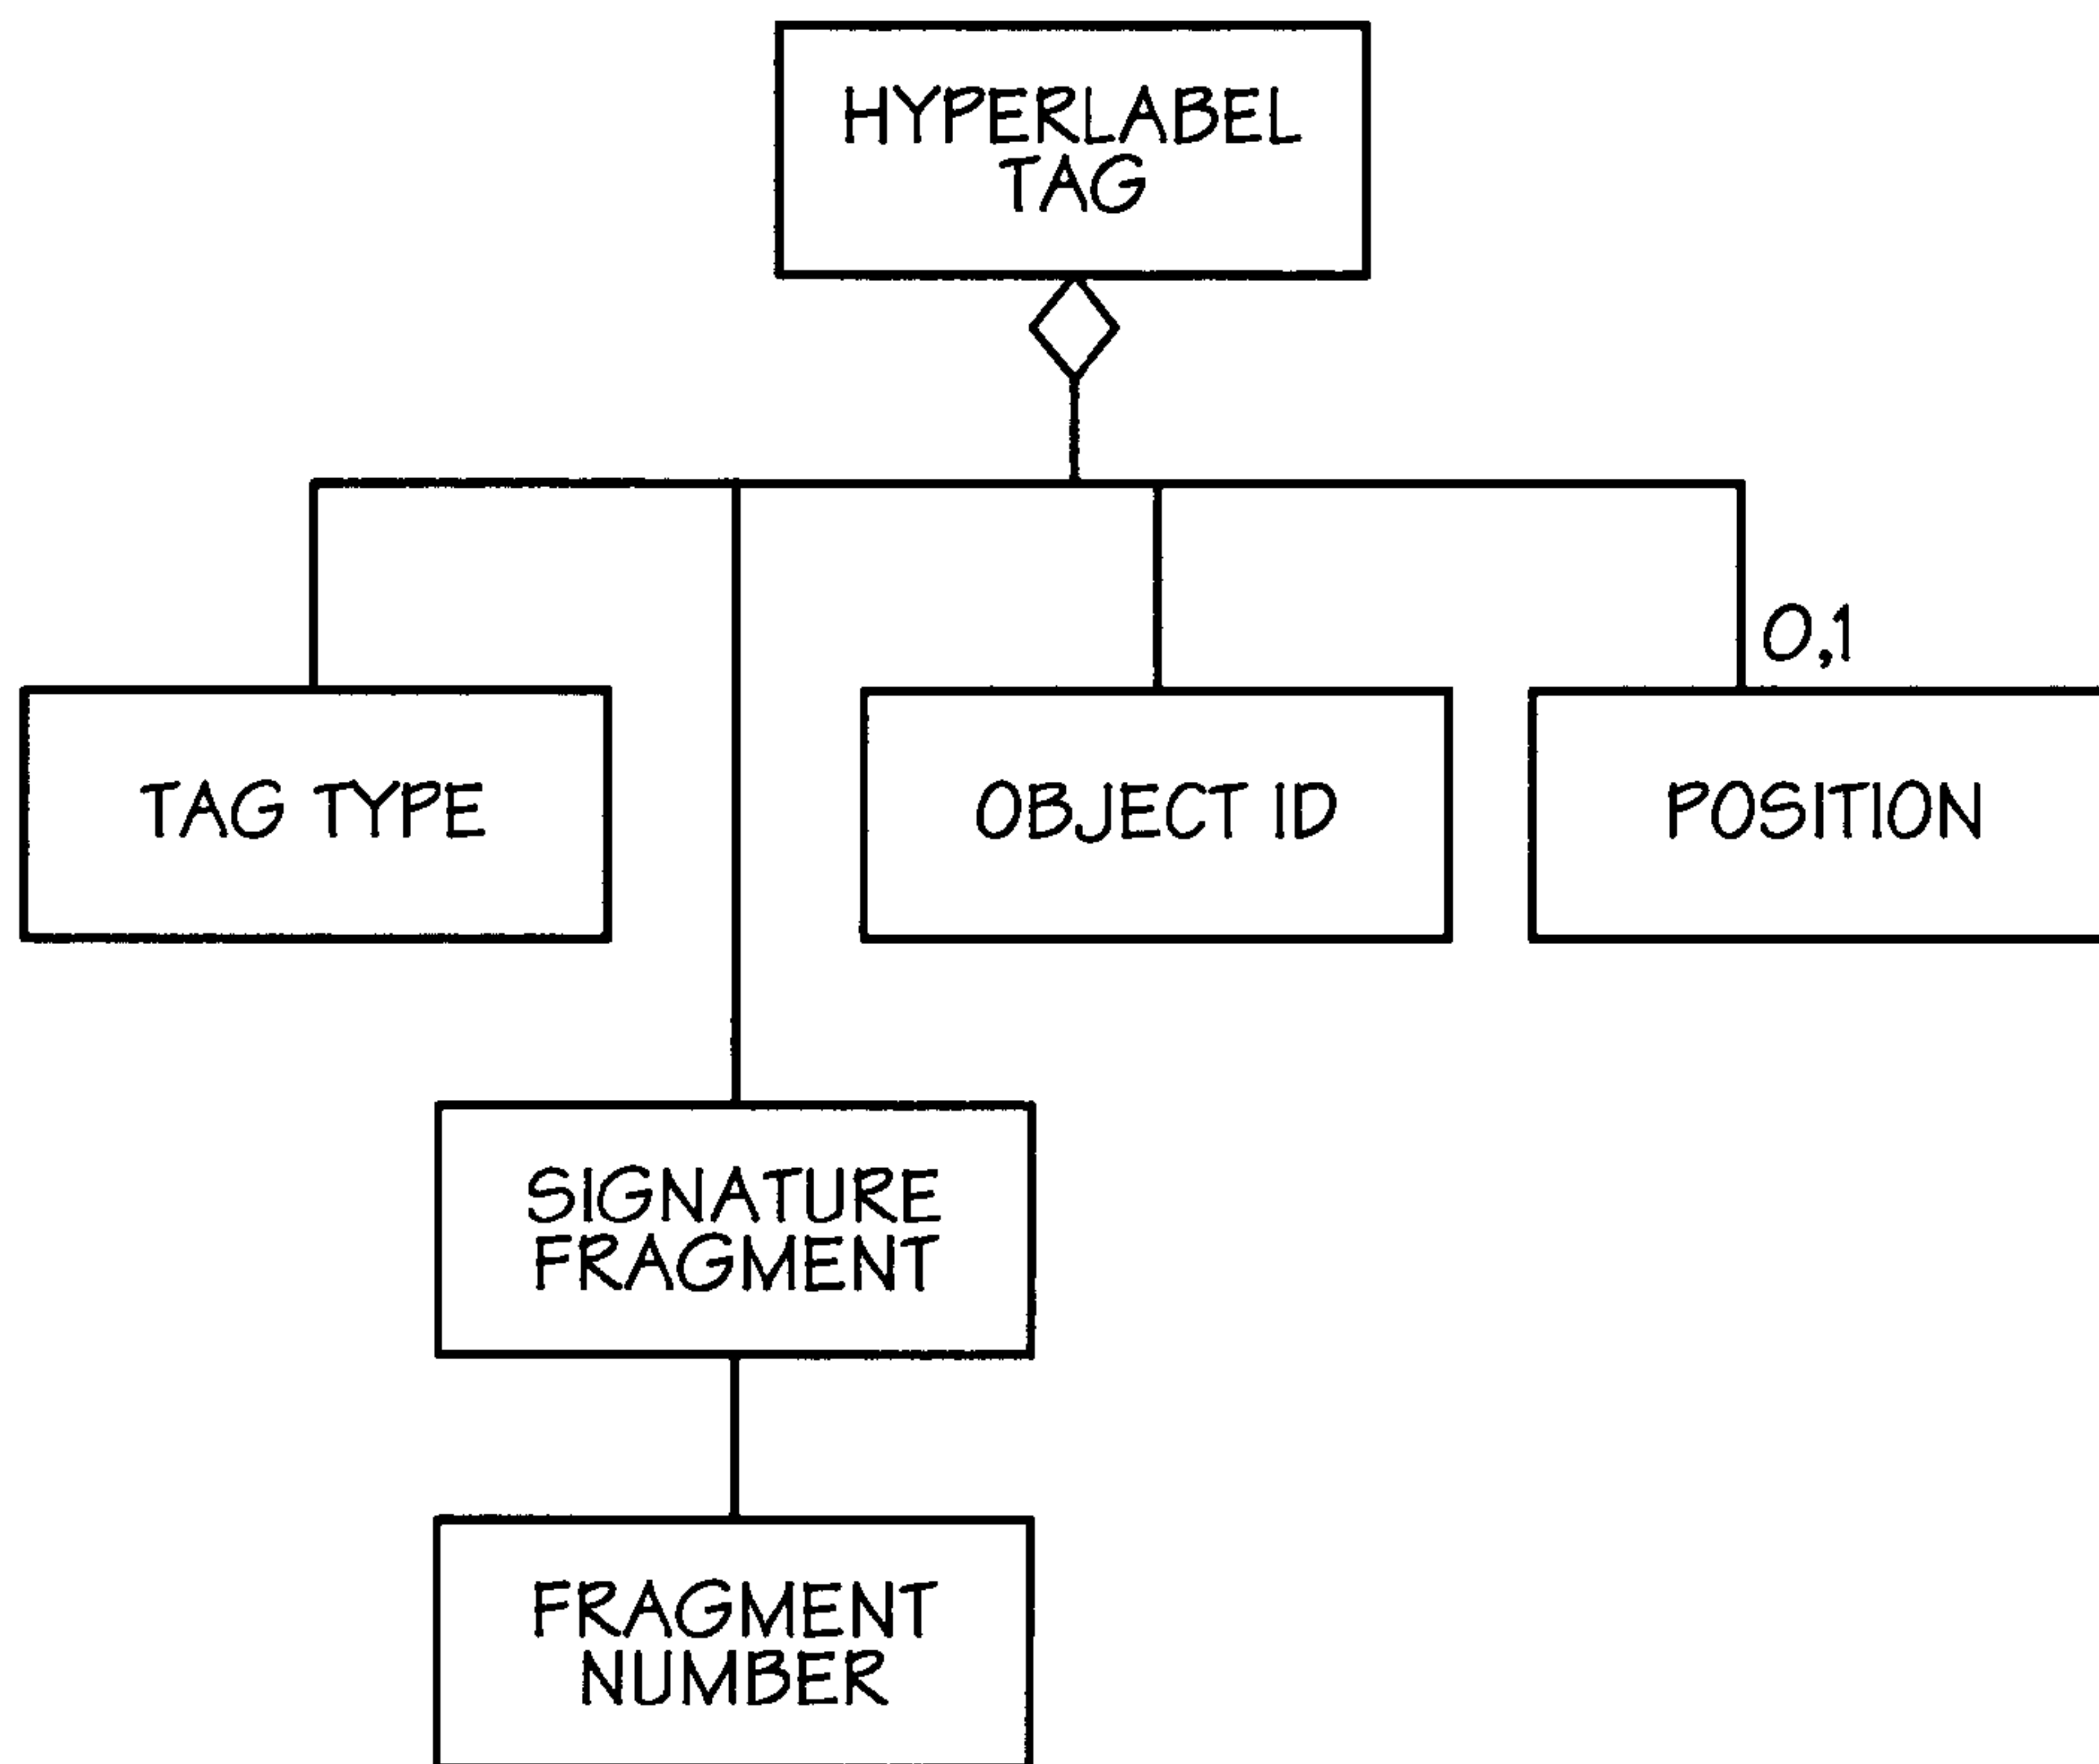 HYPERLABEL
TAG
0,1
TAG TYPE
OBJECT ID
POSITION
SIGNATURE
FRAGMENT
FRAGMENT
NUMBER